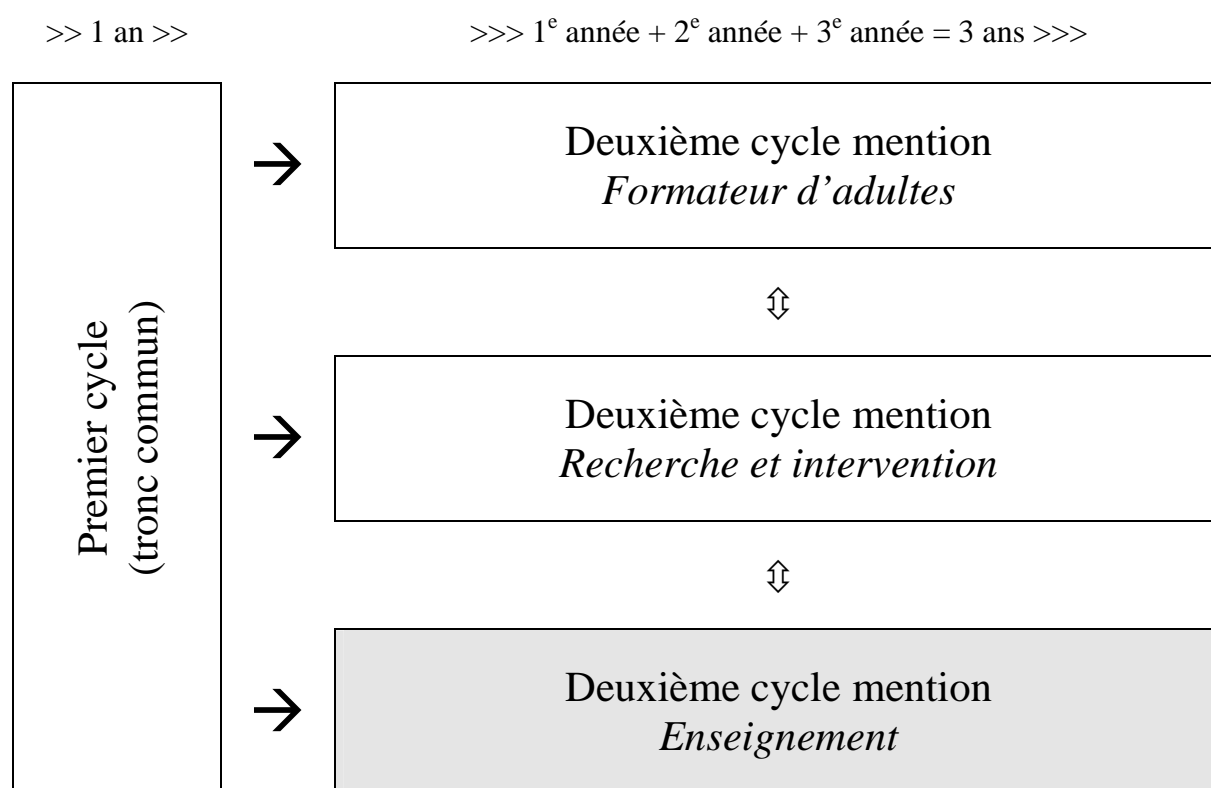 >> 1 an >>
>>> 1e année + 2e année + 3e année = 3 ans >>>
Premier cycle
(tronc commun)
Deuxième cycle mention
Formateur d’adultes
Deuxième cycle mention
Recherche et intervention
Deuxième cycle mention
Enseignement